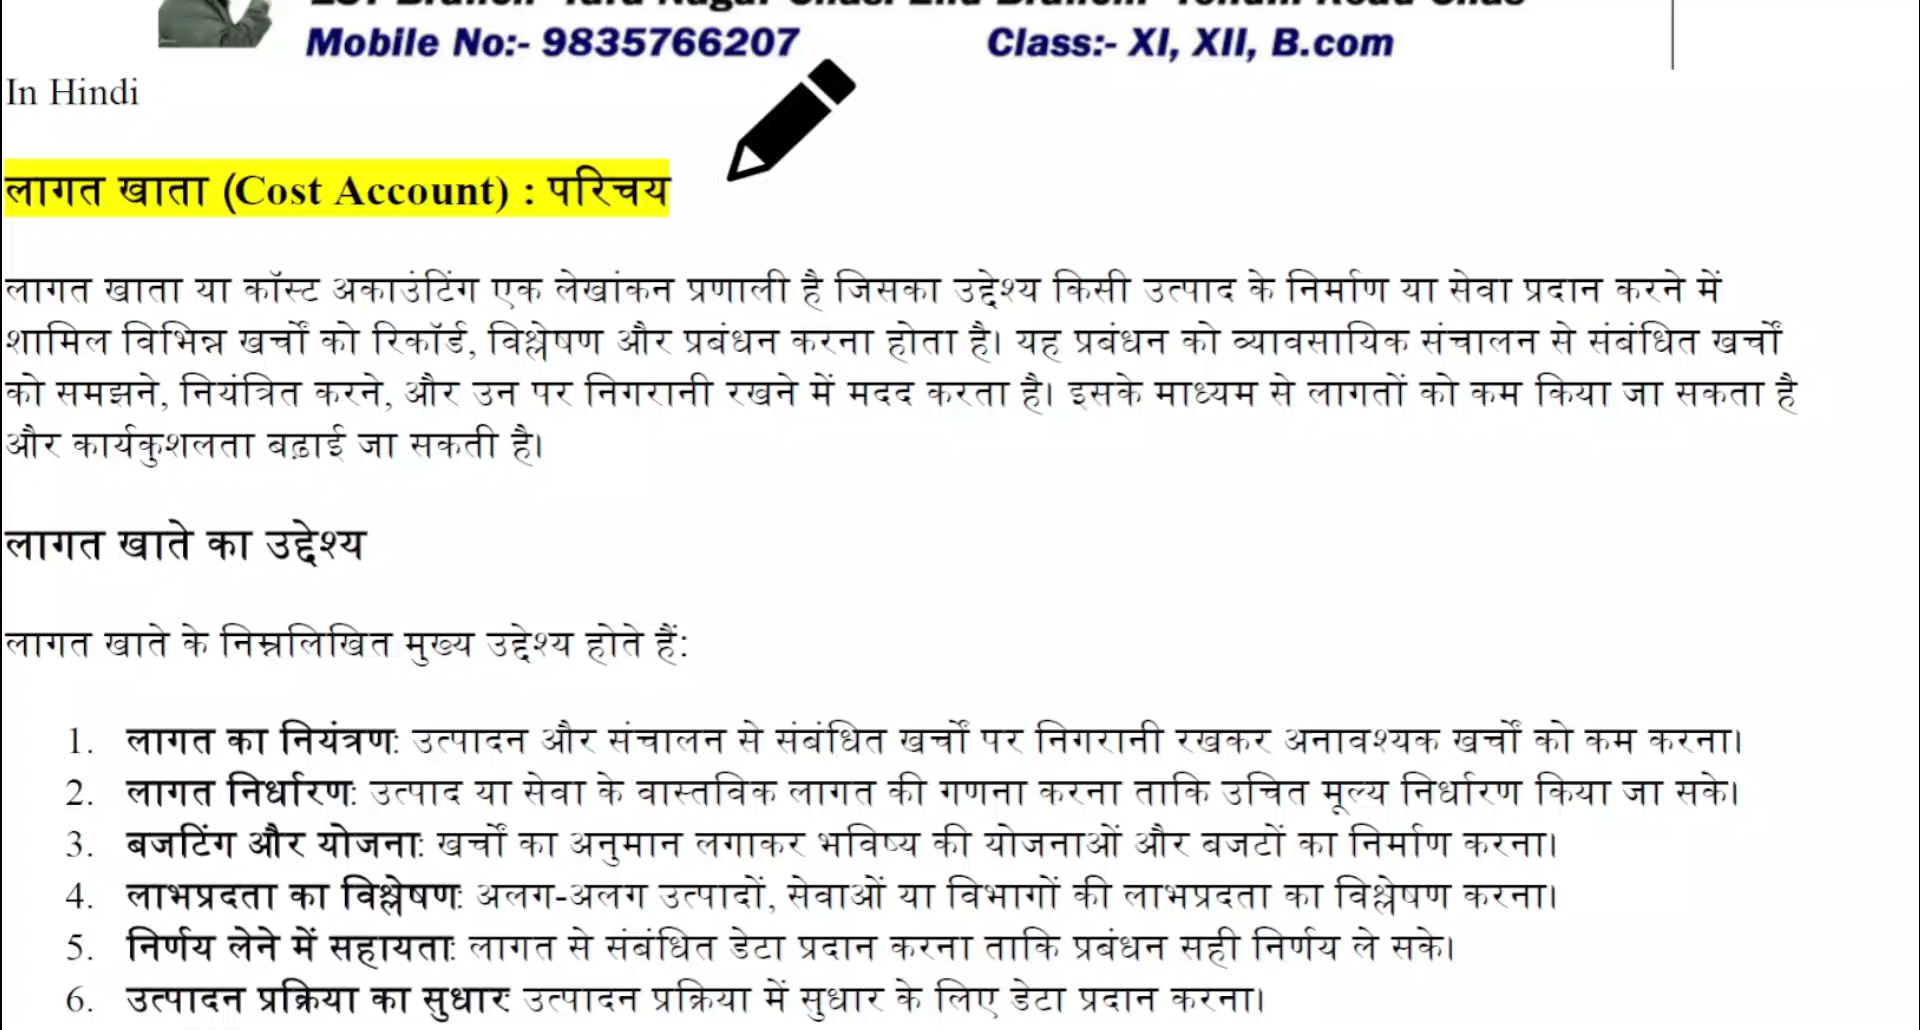 Mobile No:- 9835766207 Class:- XI, XII, B.com
In Hindi
लागत खाता (Cost Account) : परिचय
लागत खाता या कॉस्ट अकाउंटिंग एक लेखांकन प्रणाली है जिसका उद्देश्य किसी उत्पाद के निर्माण या सेवा प्रदान करने में
शामिल विभिन्न खर्चों को रिकॉर्ड, विश्लेषण और प्रबंधन करना होता है। यह प्रबंधन को व्यावसायिक संचालन से संबंधित खर्चों
को समझने, नियंत्रित करने, और उन पर निगरानी रखने में मदद करता है। इसके माध्यम से लागतों को कम किया जा सकता है
और कार्यकुशलता बढ़ाई जा सकती है।
लागत खाते का उद्देश्य
लागत खाते के निम्नलिखित मुख्य उद्देश्य होते हैं:
1. लागत का नियंत्रण: उत्पादन और संचालन से संबंधित खर्चों पर निगरानी रखकर अनावश्यक खर्चों को कम करना।
2. लागत निर्धारण: उत्पाद या सेवा के वास्तविक लागत की गणना करना ताकि उचित मूल्य निर्धारण किया जा सके।
3. बजटिंग और योजना: खर्चों का अनुमान लगाकर भविष्य की योजनाओं और बजटों का निर्माण करना।
4. लाभप्रदता का विश्लेषण: अलग-अलग उत्पादों, सेवाओं या विभागों की लाभप्रदता का विश्लेषण करना।
5. निर्णय लेने में सहायता: लागत से संबंधित डेटा प्रदान करना ताकि प्रबंधन सही निर्णय ले सके।
6. उत्पादन प्रक्रिया का सुधार: उत्पादन प्रक्रिया में सुधार के लिए डेटा प्रदान करना।